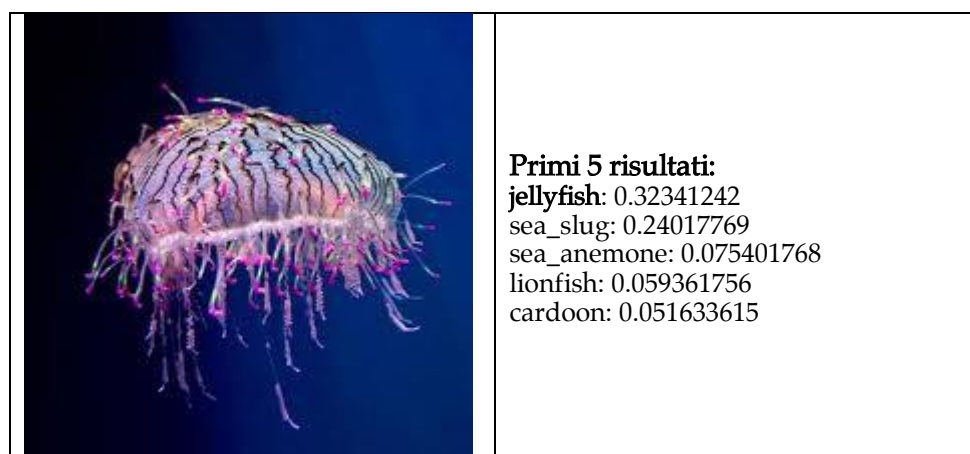 Primi 5 risultati:
jellyfish: 0.32341242
sea_slug: 0.24017769
sea_anemone: 0.075401768
lionfish: 0.059361756
cardoon: 0.051633615